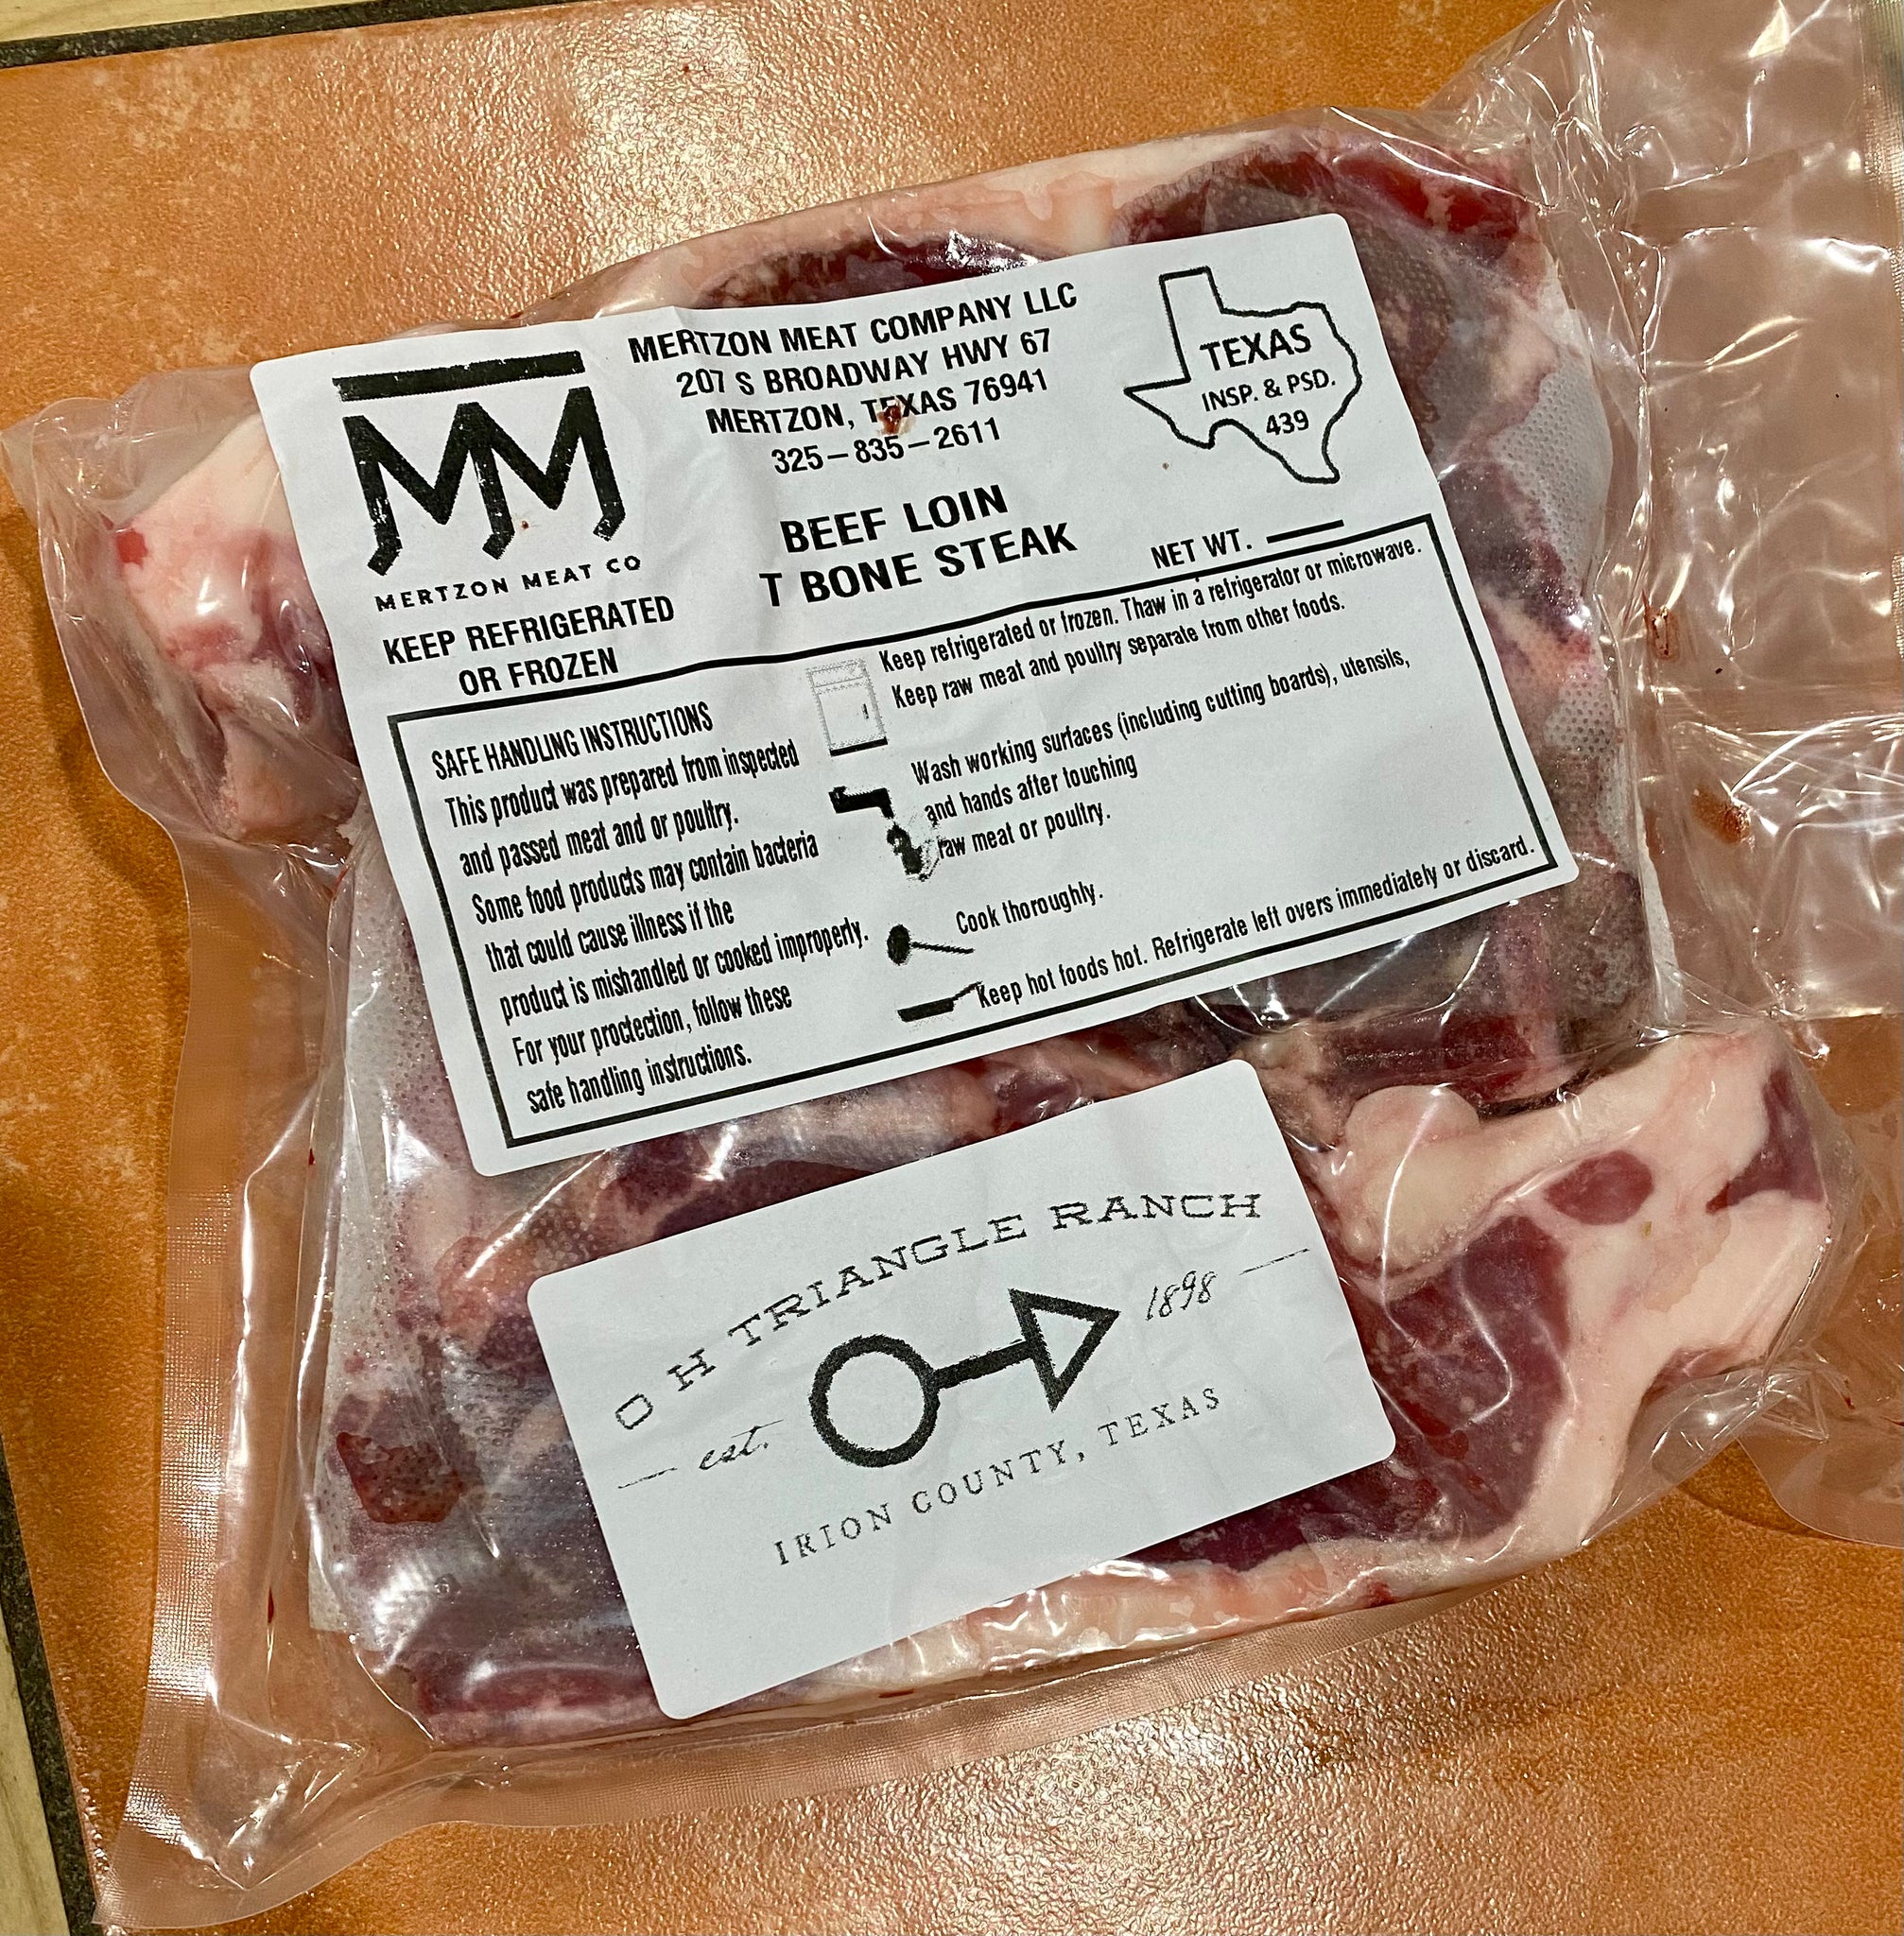 MERTZON MEAT COMPANY LLC
207 S BROADWAY HWY 67
MERTZON, TEXAS 76941
325-835-2611
TEXAS
INSP. & PSD.
439
MM
MERTZON MEAT CO
KEEP REFRIGERATED
OR FROZEN
BEEF LOIN
T BONE STEAK
NET WT.
SAFE HANDLING INSTRUCTIONS
This product was prepared from inspected
and passed meat and or poultry.
Some food products may contain bacteria
that could cause illness if the
product is mishandled or cooked improperly.
For your proctection, follow these
safe handling instructions.
Keep refrigerated or frozen. Thaw in a refrigerator or microwave.
Keep raw meat and poultry separate from other foods.
Wash working surfaces (including cutting boards), utensils,
and hands after touching
raw meat or poultry.
Cook thoroughly.
Keep hot foods hot. Refrigerate left overs immediately or discard.
O H TRIANGLE RANCH
est. 1898
IRION COUNTY, TEXAS